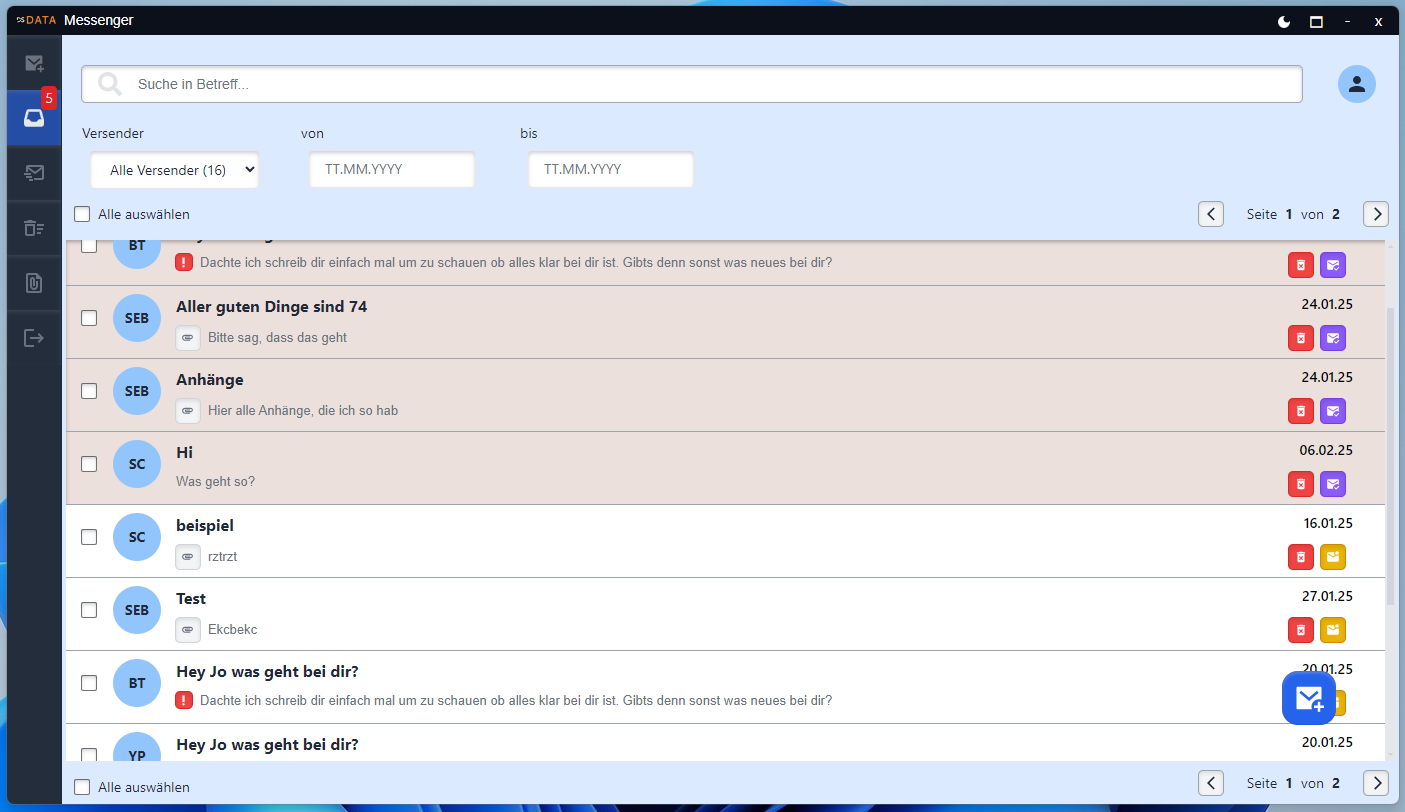 DATA Messenger - x
5
Suche in Betreff...
Versender von bis
Alle Versender (16) TT.MM.YYYY TT.MM.YYYY
Alle auswählen Seite 1 von 2
BT
! Dachte ich schreib dir einfach mal um zu schauen ob alles klar bei dir ist. Gibts denn sonst was neues bei dir?
Aller guten Dinge sind 74 24.01.25
SEB
Bitte sag, dass das geht
Anhänge 24.01.25
SEB
Hier alle Anhänge, die ich so hab
Hi 06.02.25
SC
Was geht so?
beispiel 16.01.25
SC
rztrzt
Test 27.01.25
SEB
Ekcbekc
Hey Jo was geht bei dir? 20.01.25
BT
! Dachte ich schreib dir einfach mal um zu schauen ob alles klar bei dir ist. Gibts denn sonst was neues bei dir?
Hey Jo was geht bei dir? 20.01.25
YP
Alle auswählen Seite 1 von 2